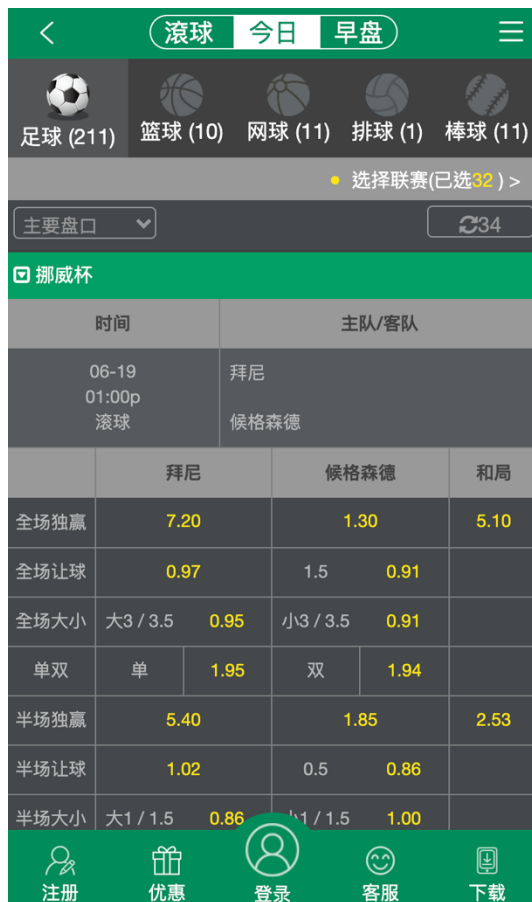 滚球 今日 早盘
足球 (211) 篮球 (10) 网球 (11) 排球 (1) 棒球 (11)
选择联赛(已选32 ) >
主要盘口 34
挪威杯
时间 主队/客队
06-19 拜尼
01:00p
滚球 候格森德
拜尼 候格森德 和局
全场独赢 7.20 1.30 5.10
全场让球 0.97 1.5 0.91
全场大小 大3 / 3.5 0.95 小3 / 3.5 0.91
单双 单 1.95 双 1.94
半场独赢 5.40 1.85 2.53
半场让球 1.02 0.5 0.86
半场大小 大1 / 1.5 0.86 小1 / 1.5 1.00
注册 优惠 登录 客服 下载